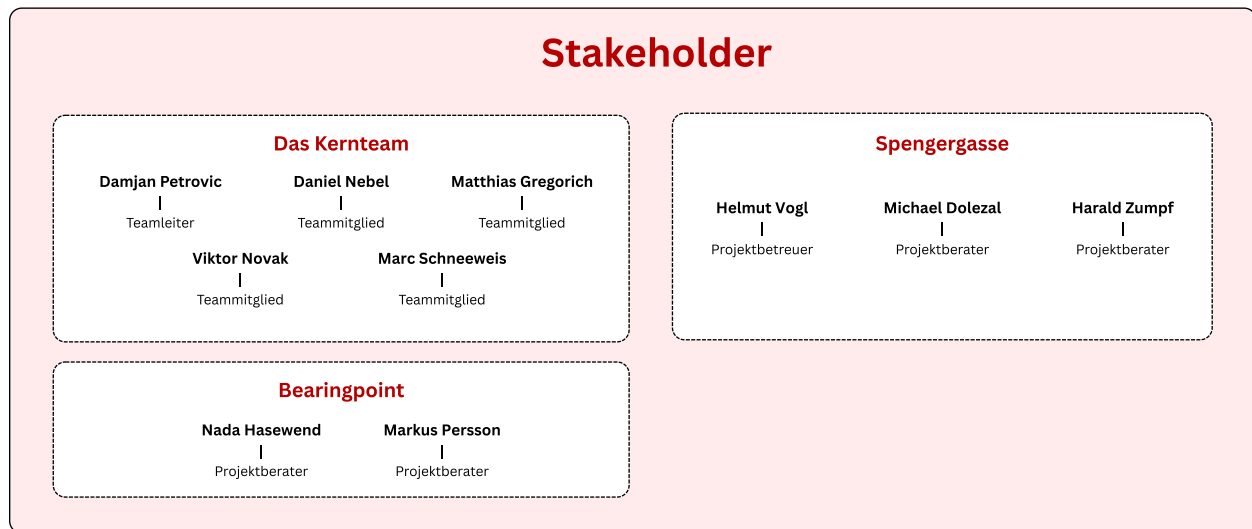 Stakeholder
Das Kernteam
Damjan Petrovic Daniel Nebel Matthias Gregorich
Teamleiter Teammitglied Teammitglied
Viktor Novak Marc Schneeweis
Teammitglied Teammitglied
Spengergasse
Helmut Vogl Michael Dolezal Harald Zumpf
Projektbetreuer Projektberater Projektberater
Bearingpoint
Nada Hasewend Markus Persson
Projektberater Projektberater